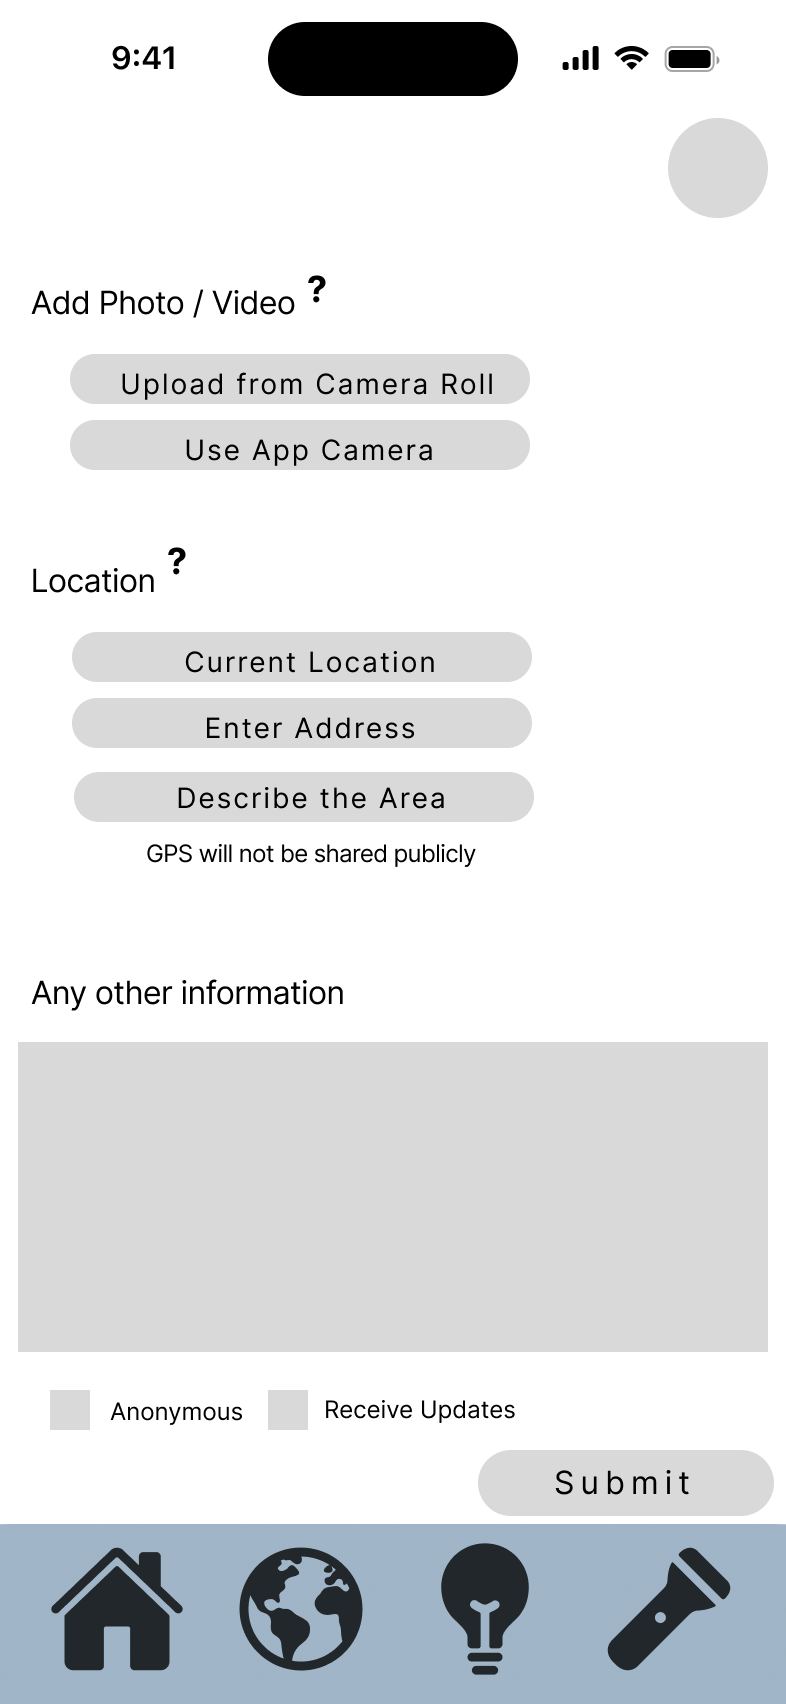 9:41
Add Photo / Video ?
Upload from Camera Roll
Use App Camera
Location ?
Current Location
Enter Address
Describe the Area
GPS will not be shared publicly
Any other information
Anonymous Receive Updates
Submit